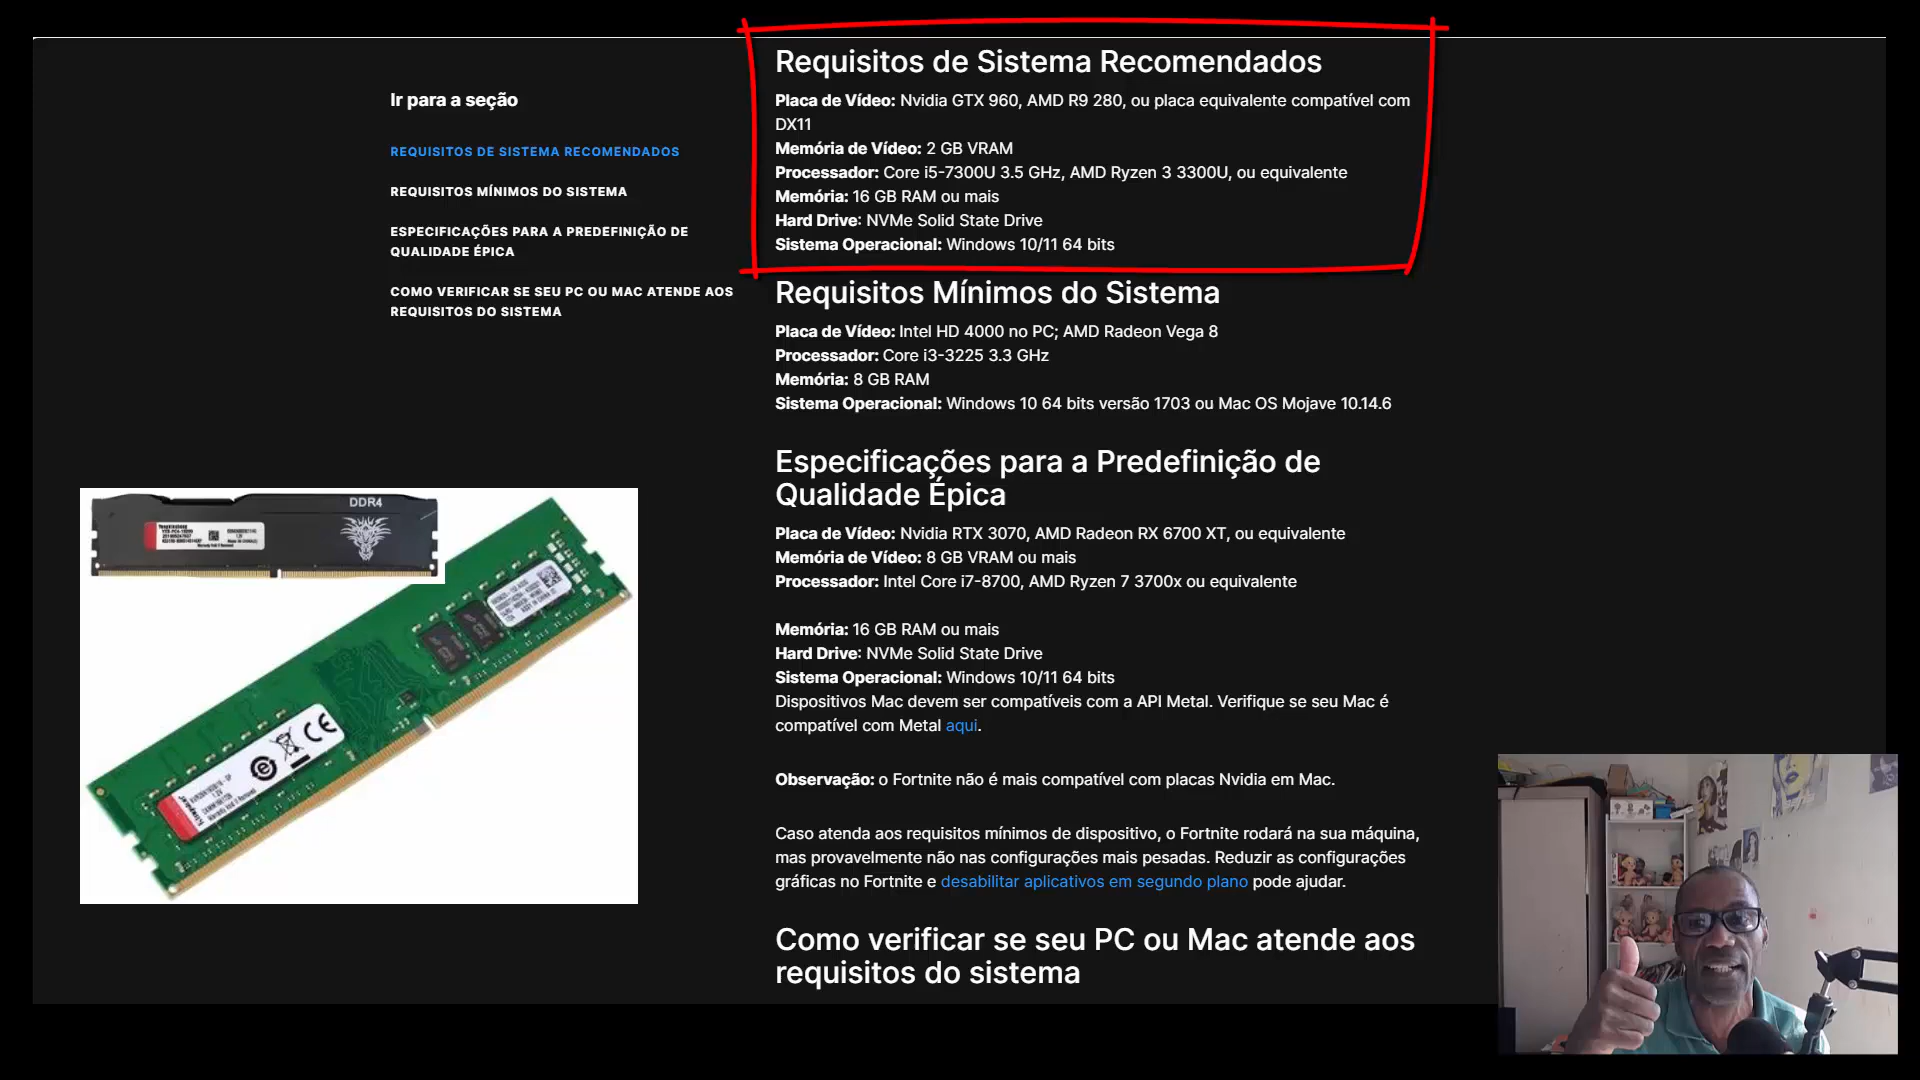 Ir para a seção
REQUISITOS DE SISTEMA RECOMENDADOS
REQUISITOS MÍNIMOS DO SISTEMA
ESPECIFICAÇÕES PARA A PREDEFINIÇÃO DE
QUALIDADE ÉPICA
COMO VERIFICAR SE SEU PC OU MAC ATENDE AOS
REQUISITOS DO SISTEMA
Requisitos de Sistema Recomendados
Placa de Vídeo: Nvidia GTX 960, AMD R9 280, ou placa equivalente compatível com
DX11
Memória de Vídeo: 2 GB VRAM
Processador: Core i5-7300U 3.5 GHz, AMD Ryzen 3 3300U, ou equivalente
Memória: 16 GB RAM ou mais
Hard Drive: NVMe Solid State Drive
Sistema Operacional: Windows 10/11 64 bits
Requisitos Mínimos do Sistema
Placa de Vídeo: Intel HD 4000 no PC; AMD Radeon Vega 8
Processador: Core i3-3225 3.3 GHz
Memória: 8 GB RAM
Sistema Operacional: Windows 10 64 bits versão 1703 ou Mac OS Mojave 10.14.6
Especificações para a Predefinição de
Qualidade Épica
Placa de Vídeo: Nvidia RTX 3070, AMD Radeon RX 6700 XT, ou equivalente
Memória de Vídeo: 8 GB VRAM ou mais
Processador: Intel Core i7-8700, AMD Ryzen 7 3700x ou equivalente
Memória: 16 GB RAM ou mais
Hard Drive: NVMe Solid State Drive
Sistema Operacional: Windows 10/11 64 bits
Dispositivos Mac devem ser compatíveis com a API Metal. Verifique se seu Mac é
compatível com Metal aqui.
Observação: o Fortnite não é mais compatível com placas Nvidia em Mac.
Caso atenda aos requisitos mínimos de dispositivo, o Fortnite rodará na sua máquina,
mas provavelmente não nas configurações mais pesadas. Reduzir as configurações
gráficas no Fortnite e desabilitar aplicativos em segundo plano pode ajudar.
Como verificar se seu PC ou Mac atende aos
requisitos do sistema
DDR4
CE